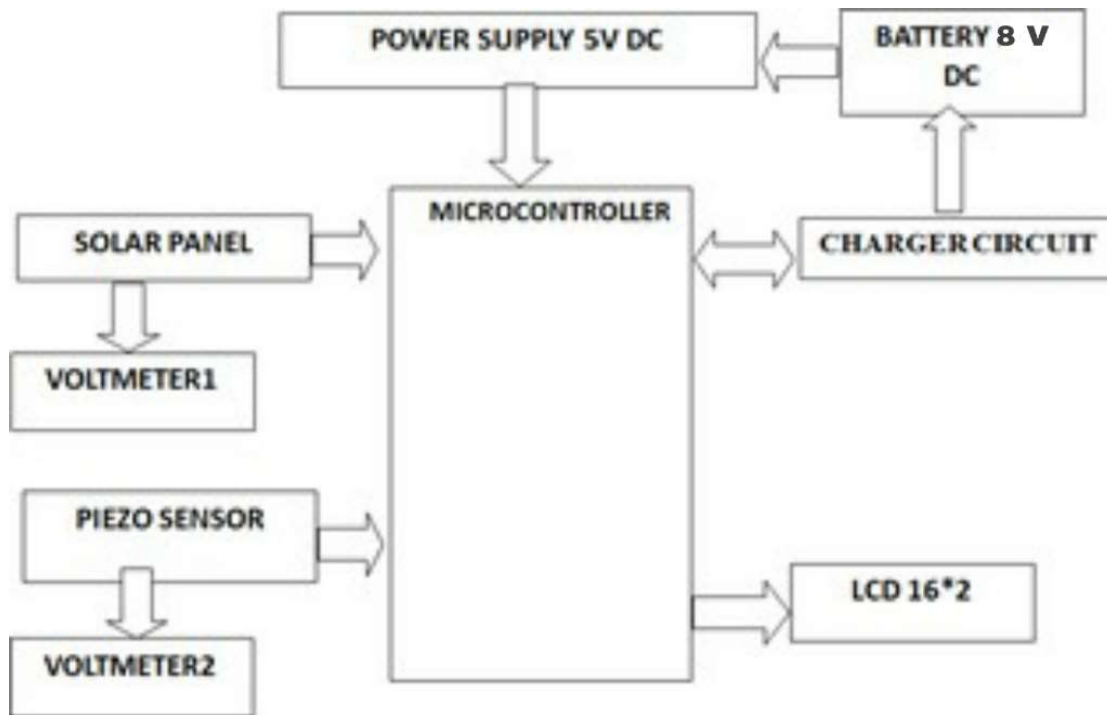 POWER SUPPLY 5V DC
BATTERY 8 V
DC
MICROCONTROLLER
SOLAR PANEL
CHARGER CIRCUIT
VOLTMETER1
PIEZO SENSOR
LCD 16*2
VOLTMETER2